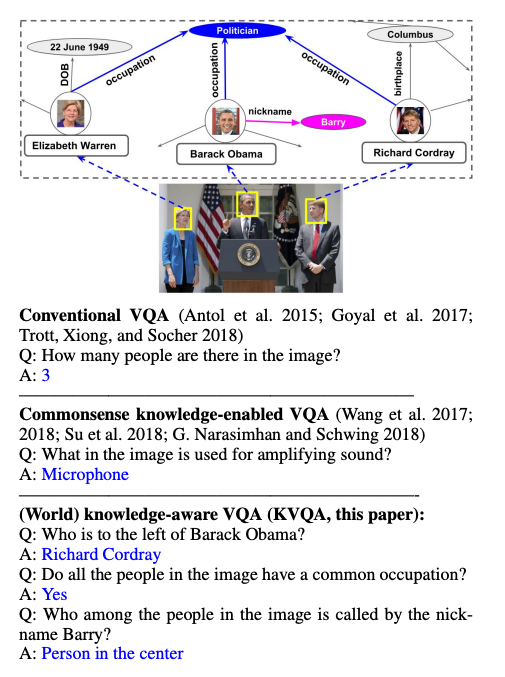 Politician
22 June 1949
Columbus
DOB
occupation
occupation
occupation
birthplace
nickname
Barry
Elizabeth Warren
Barack Obama
Richard Cordray
Conventional VQA (Antol et al. 2015; Goyal et al. 2017;
Trott, Xiong, and Socher 2018)
Q: How many people are there in the image?
A: 3
Commonsense knowledge-enabled VQA (Wang et al. 2017;
2018; Su et al. 2018; G. Narasimhan and Schwing 2018)
Q: What in the image is used for amplifying sound?
A: Microphone
(World) knowledge-aware VQA (KVQA, this paper):
Q: Who is to the left of Barack Obama?
A: Richard Cordray
Q: Do all the people in the image have a common occupation?
A: Yes
Q: Who among the people in the image is called by the nick-
name Barry?
A: Person in the center